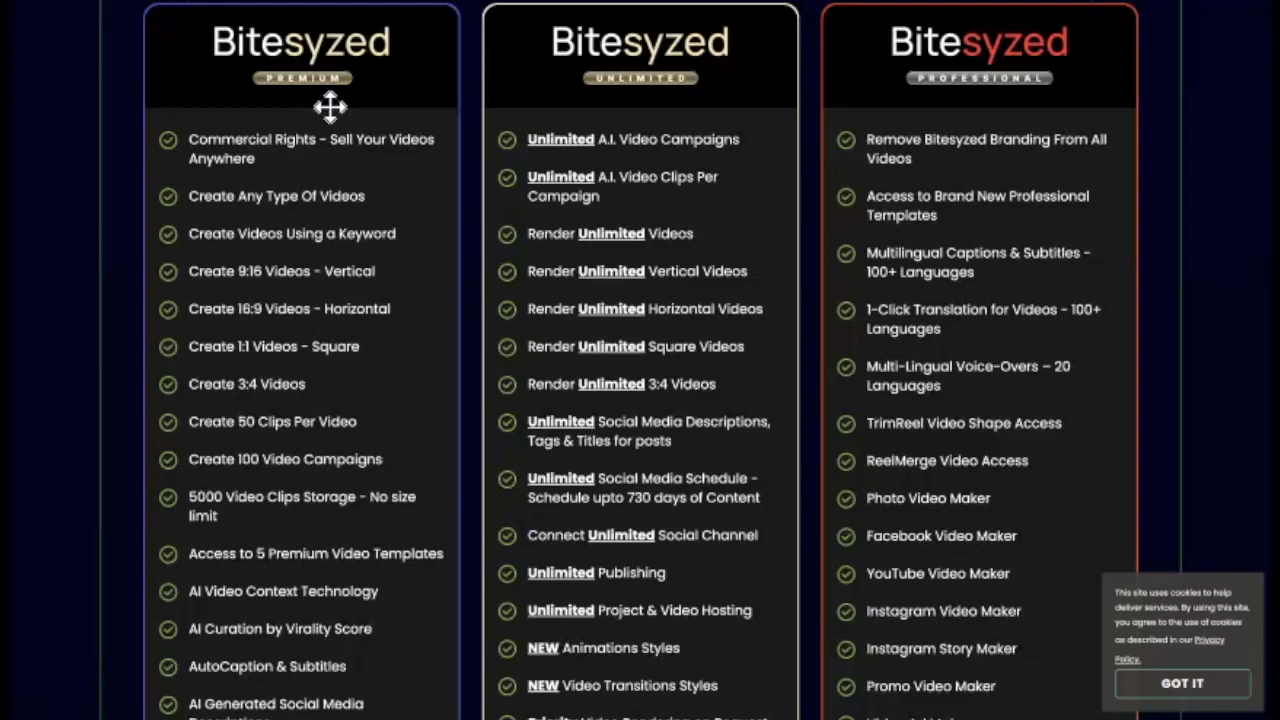 Bitesyzed
PREMIUM
Commercial Rights - Sell Your Videos
Anywhere
Create Any Type Of Videos
Create Videos Using a Keyword
Create 9:16 Videos - Vertical
Create 16:9 Videos - Horizontal
Create 1:1 Videos - Square
Create 3:4 Videos
Create 50 Clips Per Video
Create 100 Video Campaigns
5000 Video Clips Storage - No size
limit
Access to 5 Premium Video Templates
AI Video Context Technology
AI Curation by Virality Score
AutoCaption & Subtitles
AI Generated Social Media
Bitesyzed
UNLIMITED
Unlimited A.I. Video Campaigns
Unlimited A.I. Video Clips Per
Campaign
Render Unlimited Videos
Render Unlimited Vertical Videos
Render Unlimited Horizontal Videos
Render Unlimited Square Videos
Render Unlimited 3:4 Videos
Unlimited Social Media Descriptions,
Tags & Titles for posts
Unlimited Social Media Schedule -
Schedule upto 730 days of Content
Connect Unlimited Social Channel
Unlimited Publishing
Unlimited Project & Video Hosting
NEW Animations Styles
NEW Video Transitions Styles
Priority Video Rendering on Request
Bitesyzed
PROFESSIONAL
Remove Bitesyzed Branding From All
Videos
Access to Brand New Professional
Templates
Multilingual Captions & Subtitles -
100+ Languages
1-Click Translation for Videos - 100+
Languages
Multi-Lingual Voice-Overs – 20
Languages
TrimReel Video Shape Access
ReelMerge Video Access
Photo Video Maker
Facebook Video Maker
YouTube Video Maker
Instagram Video Maker
Instagram Story Maker
Promo Video Maker
This site uses cookies to help
deliver services. By using this site,
you agree to the use of cookies
as described in our Privacy
Policy.
GOT IT